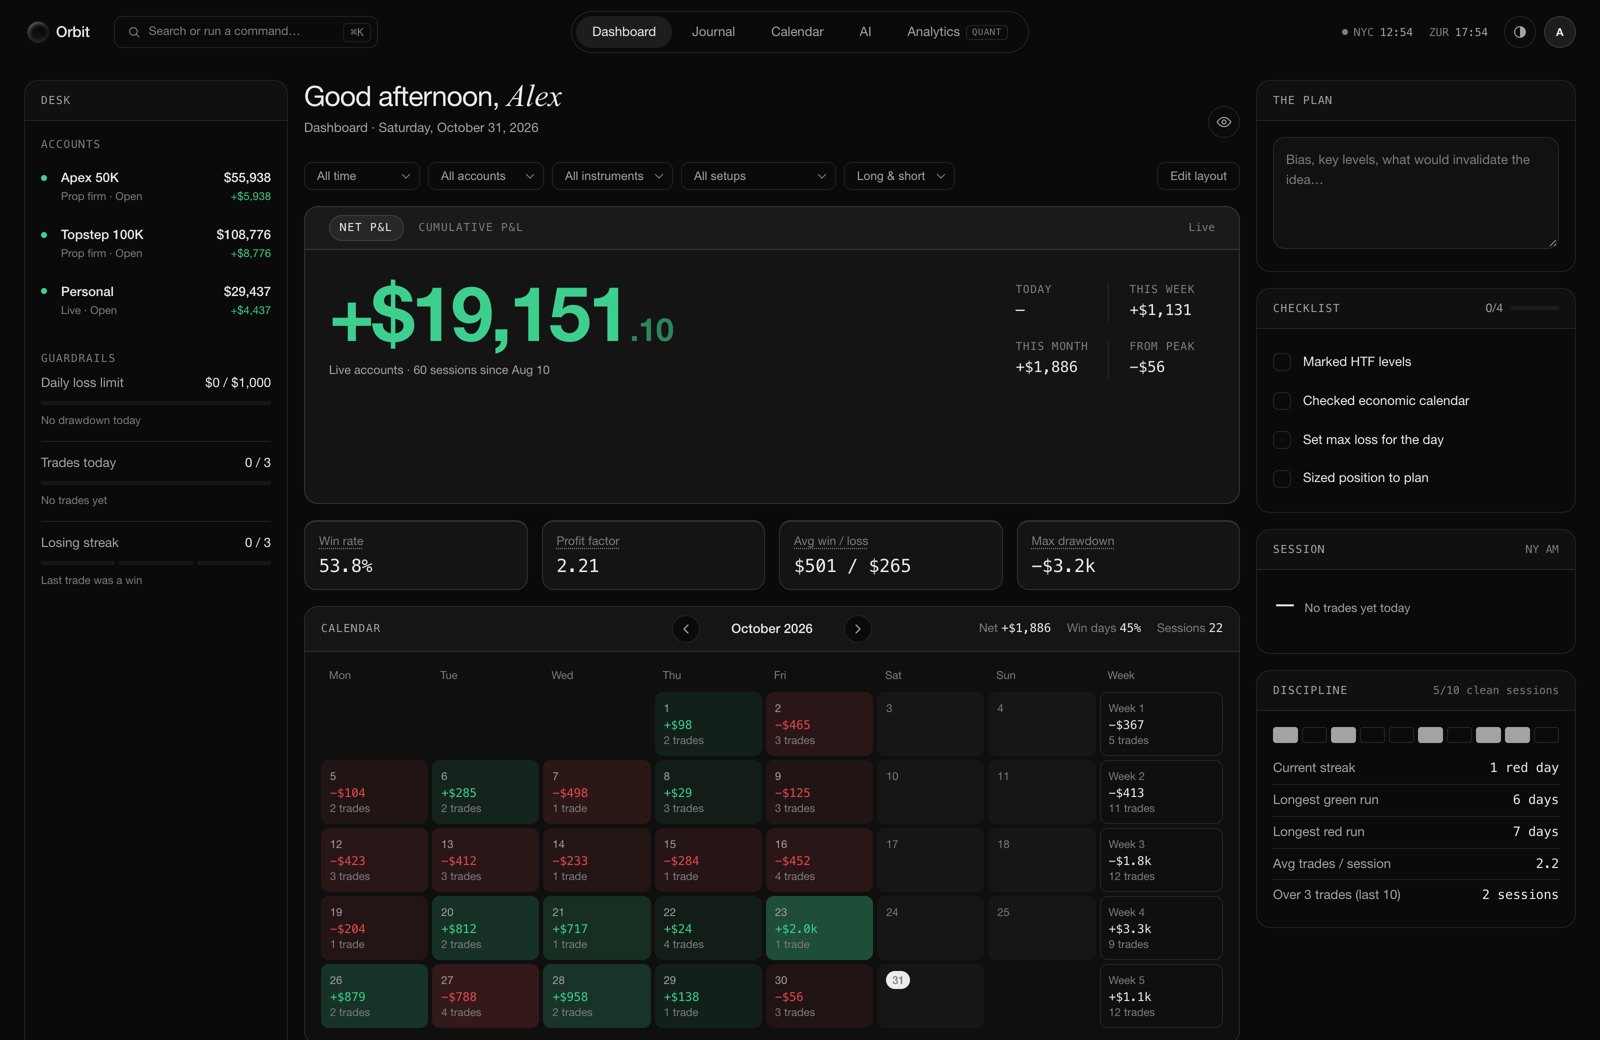 Orbit
Search or run a command…
⌘K
Dashboard
Journal
Calendar
AI
Analytics QUANT
NYC 12:54
ZUR 17:54
A
DESK
ACCOUNTS
Apex 50K $55,938
Prop firm · Open +$5,938
Topstep 100K $108,776
Prop firm · Open +$8,776
Personal $29,437
Live · Open +$4,437
GUARDRAILS
Daily loss limit $0 / $1,000
No drawdown today
Trades today 0 / 3
No trades yet
Losing streak 0 / 3
Last trade was a win
Good afternoon, Alex
Dashboard · Saturday, October 31, 2026
All time
All accounts
All instruments
All setups
Long & short
Edit layout
NET P&L
CUMULATIVE P&L
Live
+$19,151.10
Live accounts · 60 sessions since Aug 10
TODAY
–
THIS WEEK
+$1,131
THIS MONTH
+$1,886
FROM PEAK
−$56
Win rate
53.8%
Profit factor
2.21
Avg win / loss
$501 / $265
Max drawdown
−$3.2k
CALENDAR
October 2026
Net +$1,886
Win days 45%
Sessions 22
Mon Tue Wed Thu Fri Sat Sun Week
1 2 3 4 Week 1
+$98 −$465 −$367
2 trades 3 trades 5 trades
5 6 7 8 9 10 11 Week 2
−$104 +$285 −$498 +$29 −$125 −$413
2 trades 2 trades 1 trade 3 trades 3 trades 11 trades
12 13 14 15 16 17 18 Week 3
−$423 −$412 −$233 −$284 −$452 −$1.8k
3 trades 3 trades 1 trade 1 trade 4 trades 12 trades
19 20 21 22 23 24 25 Week 4
−$204 +$812 +$717 +$24 +$2.0k +$3.3k
1 trade 2 trades 1 trade 4 trades 1 trade 9 trades
26 27 28 29 30 31 Week 5
+$879 −$788 +$958 +$138 −$56 +$1.1k
2 trades 4 trades 2 trades 1 trade 3 trades 12 trades
THE PLAN
Bias, key levels, what would invalidate the
idea…
CHECKLIST 0/4
Marked HTF levels
Checked economic calendar
Set max loss for the day
Sized position to plan
SESSION NY AM
No trades yet today
DISCIPLINE 5/10 clean sessions
Current streak 1 red day
Longest green run 6 days
Longest red run 7 days
Avg trades / session 2.2
Over 3 trades (last 10) 2 sessions